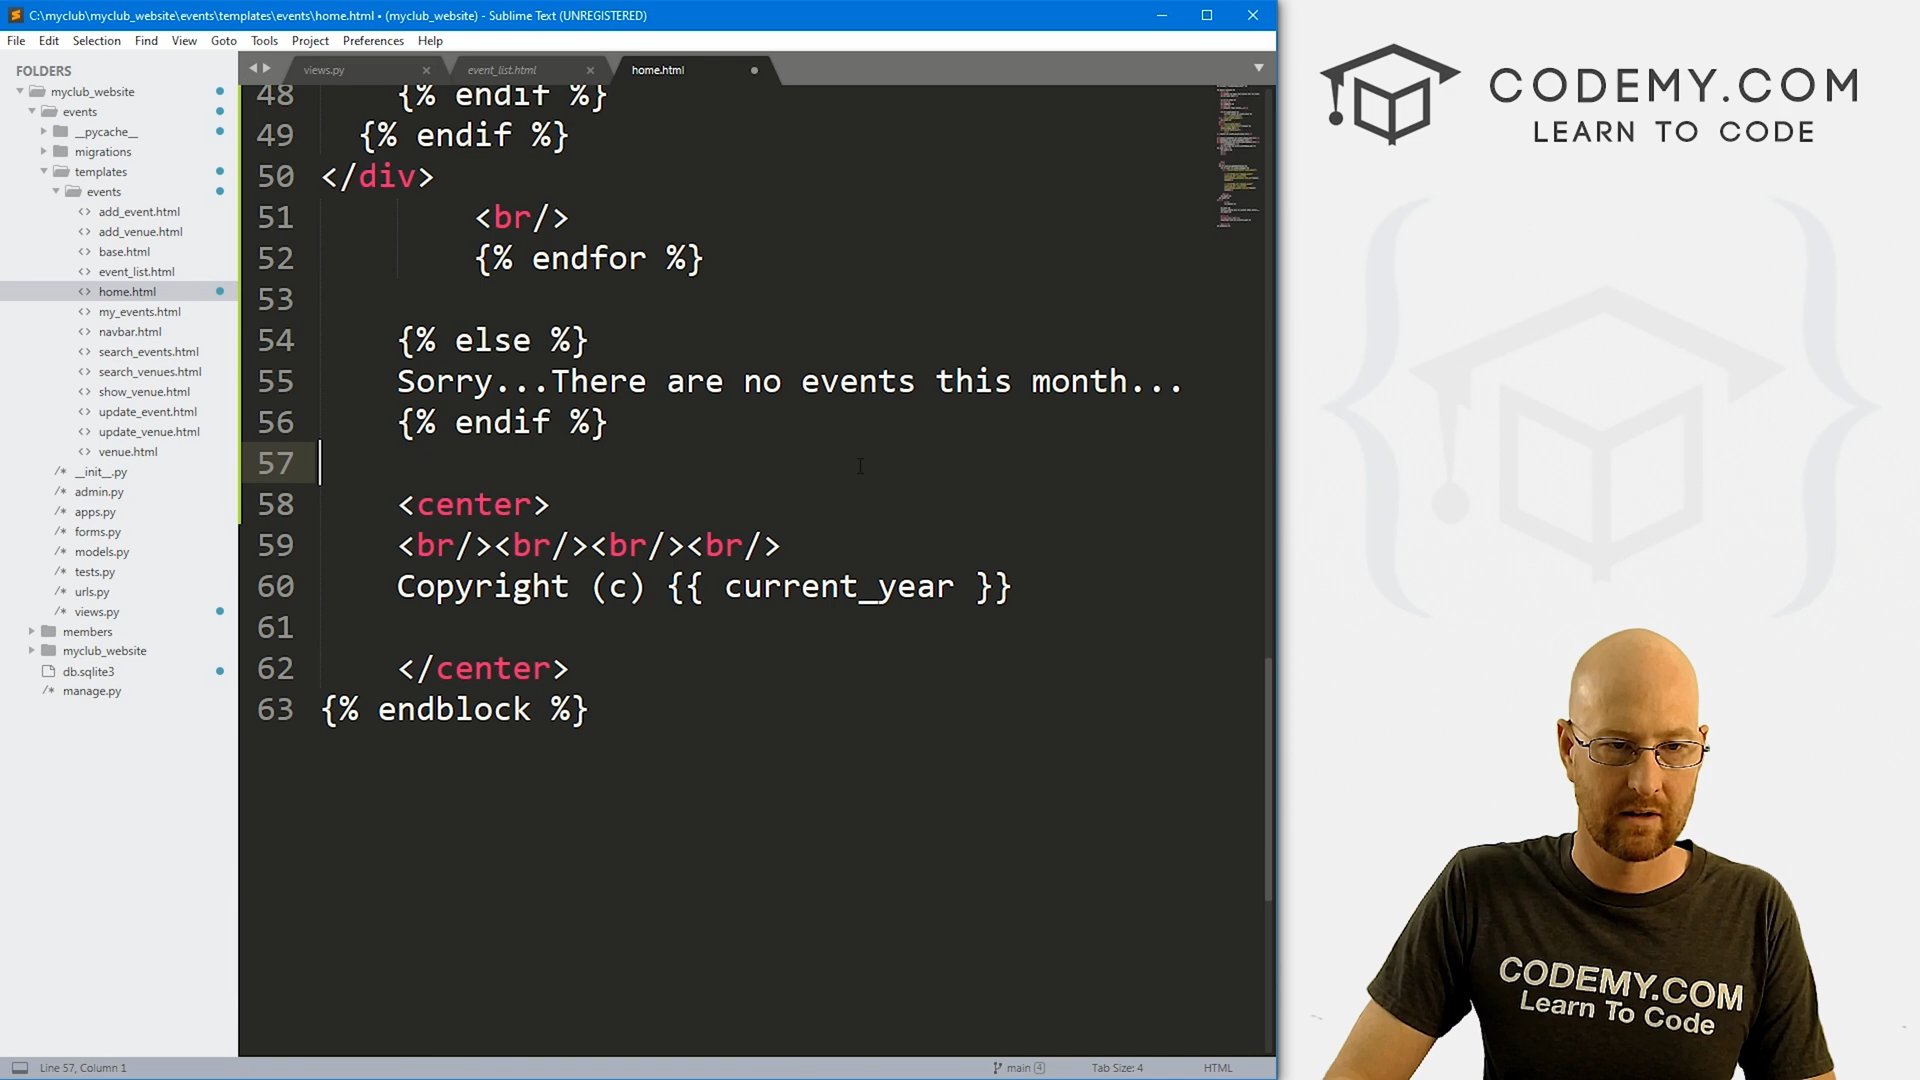 C:\myclub\myclub_website\events\templates\events\home.html • (myclub_website) - Sublime Text (UNREGISTERED)
File Edit Selection Find View Goto Tools Project Preferences Help
FOLDERS
myclub_website
events
__pycache__
migrations
templates
events
<> add_event.html
<> add_venue.html
<> base.html
<> event_list.html
<> home.html
<> my_events.html
<> navbar.html
<> search_events.html
<> search_venues.html
<> show_venue.html
<> update_event.html
<> update_venue.html
<> venue.html
/* __init__.py
/* admin.py
/* apps.py
/* forms.py
/* models.py
/* tests.py
/* urls.py
/* views.py
members
myclub_website
db.sqlite3
/* manage.py
views.py event_list.html home.html
48 {% endif %}
49 {% endif %}
50 </div>
51 <br/>
52 {% endfor %}
53
54 {% else %}
55 Sorry...There are no events this month...
56 {% endif %}
57
58 <center>
59 <br/><br/><br/><br/>
60 Copyright (c) {{ current_year }}
61
62 </center>
63 {% endblock %}
Line 57, Column 1
main 4
Tab Size: 4
HTML
CODEMY.COM
LEARN TO CODE
CODEMY.COM
Learn To Code